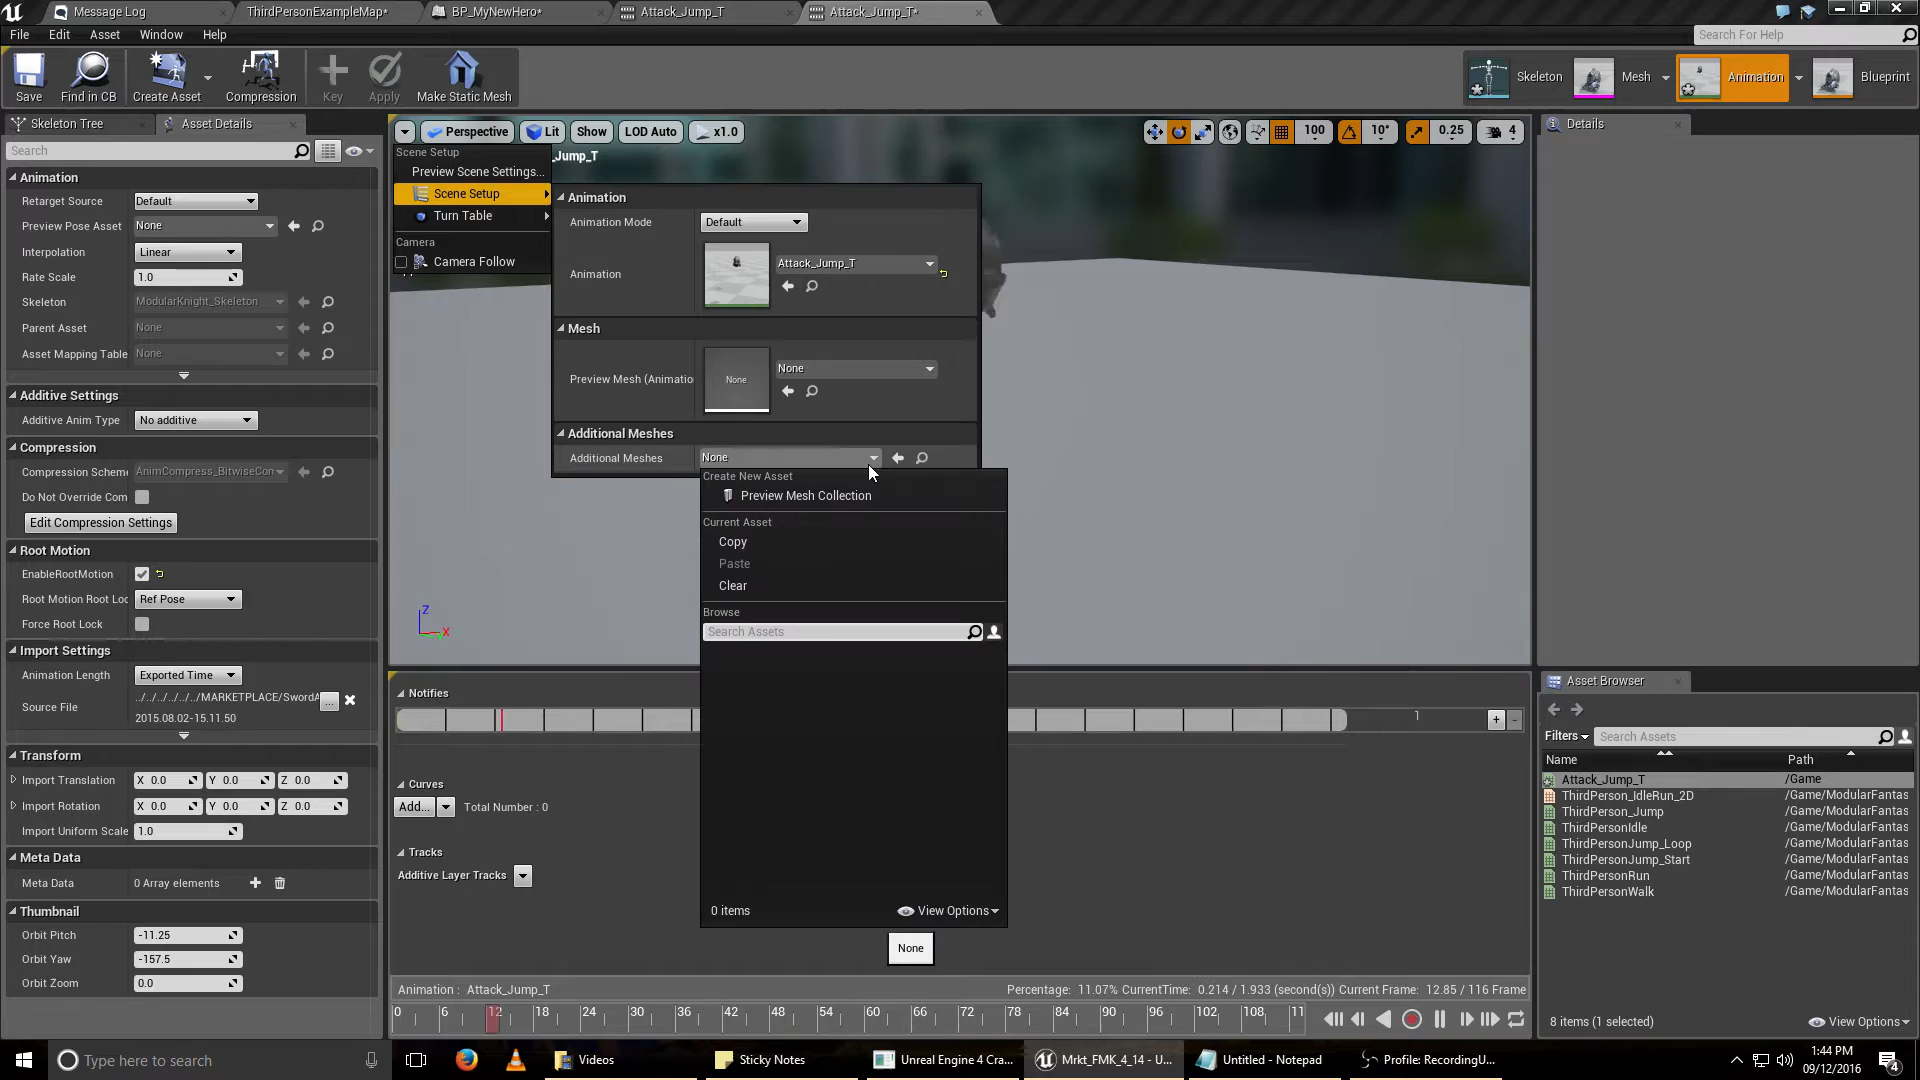 Message Log
ThirdPersonExampleMap*
BP_MyNewHero*
Attack_Jump_T
Attack_Jump_T*
File Edit Asset Window Help
Search For Help
Save
Find in CB
Create Asset
Compression
Key
Apply
Make Static Mesh
Skeleton
Mesh
Animation
Blueprint
Skeleton Tree
Asset Details
Search
Animation
Retarget Source Default
Preview Pose Asset None
Interpolation Linear
Rate Scale 1.0
Skeleton ModularKnight_Skeleton
Parent Asset None
Asset Mapping Table None
Additive Settings
Additive Anim Type No additive
Compression
Compression Scheme AnimCompress_BitwiseCon
Do Not Override Com
Edit Compression Settings
Root Motion
EnableRootMotion
Root Motion Root Loc Ref Pose
Force Root Lock
Import Settings
Animation Length Exported Time
Source File ../../../../../../MARKETPLACE/SwordA ...
2015.08.02-15.11.50
Transform
Import Translation X 0.0 Y 0.0 Z 0.0
Import Rotation X 0.0 Y 0.0 Z 0.0
Import Uniform Scale 1.0
Meta Data
Meta Data 0 Array elements
Thumbnail
Orbit Pitch -11.25
Orbit Yaw -157.5
Orbit Zoom 0.0
Perspective Lit Show LOD Auto x1.0
100 10° 0.25 4
_Jump_T
Scene Setup
Preview Scene Settings...
Scene Setup
Turn Table
Camera
Camera Follow
Animation
Animation Mode Default
Animation Attack_Jump_T
Mesh
Preview Mesh (Animatio None None
Additional Meshes
Additional Meshes None
Create New Asset
Preview Mesh Collection
Current Asset
Copy
Paste
Clear
Browse
Search Assets
0 items View Options
None
Z
X
Notifies
1 + -
Curves
Add... Total Number : 0
Tracks
Additive Layer Tracks
Animation : Attack_Jump_T
Percentage: 11.07% CurrentTime: 0.214 / 1.933 (second(s)) Current Frame: 12.85 / 116 Frame
0 6 12 18 24 30 36 42 48 54 60 66 72 78 84 90 96 102 108 11
Details
Asset Browser
Filters Search Assets
Name Path
Attack_Jump_T /Game
ThirdPerson_IdleRun_2D /Game/ModularFantas
ThirdPerson_Jump /Game/ModularFantas
ThirdPersonIdle /Game/ModularFantas
ThirdPersonJump_Loop /Game/ModularFantas
ThirdPersonJump_Start /Game/ModularFantas
ThirdPersonRun /Game/ModularFantas
ThirdPersonWalk /Game/ModularFantas
8 items (1 selected) View Options
Type here to search
Videos
Sticky Notes
Unreal Engine 4 Cra...
Mrkt_FMK_4_14 - U...
Untitled - Notepad
Profile: RecordingU...
1:44 PM
09/12/2016
4